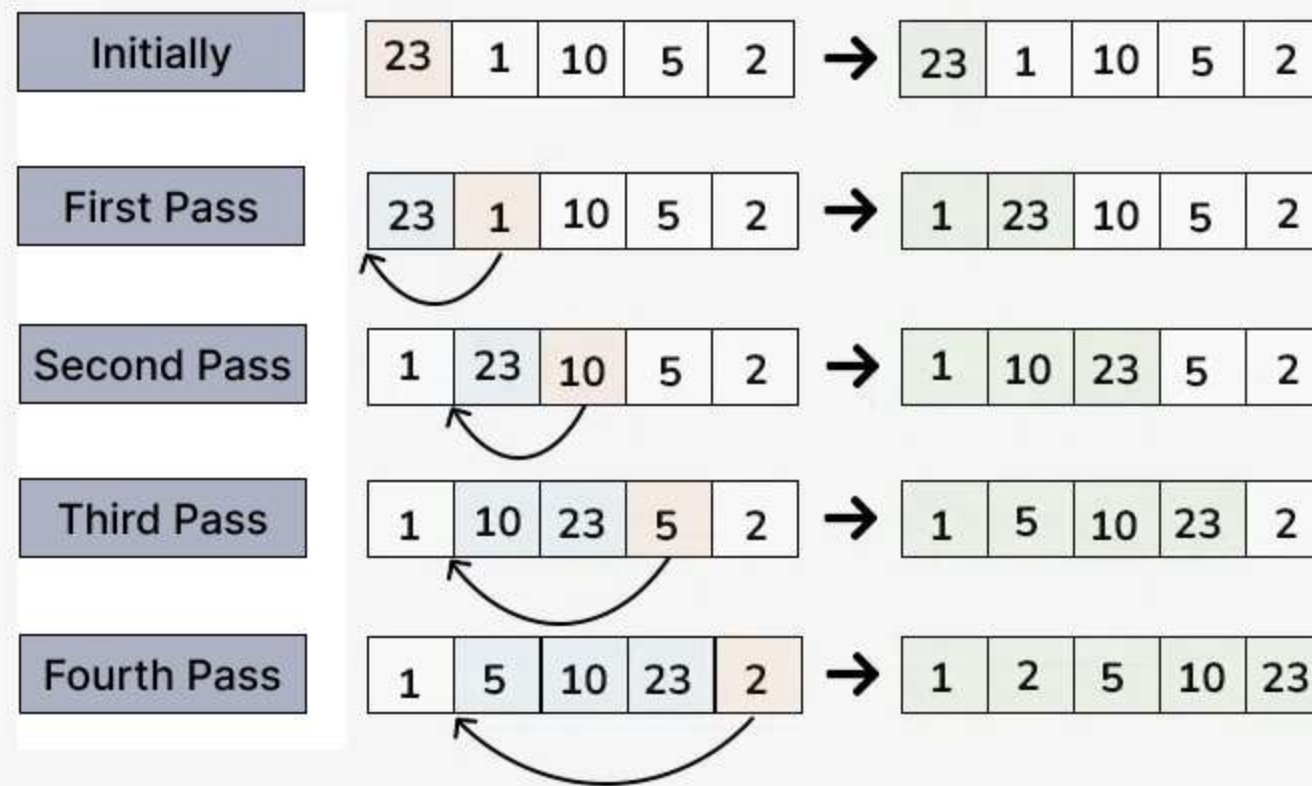 Initially 23 1 10 5 2 → 23 1 10 5 2
First Pass 23 1 10 5 2 → 1 23 10 5 2
Second Pass 1 23 10 5 2 → 1 10 23 5 2
Third Pass 1 10 23 5 2 → 1 5 10 23 2
Fourth Pass 1 5 10 23 2 → 1 2 5 10 23